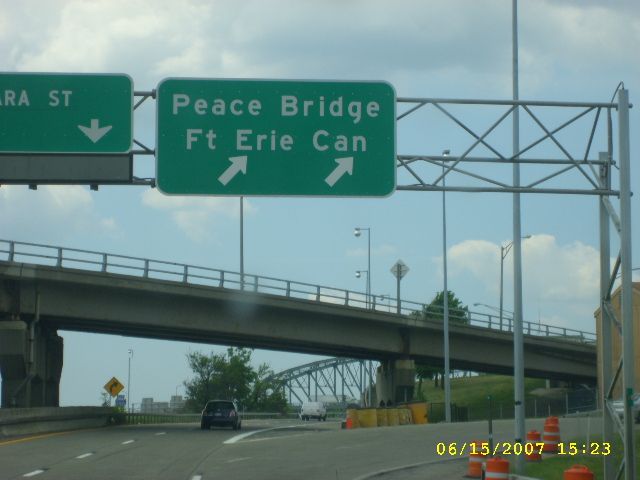 ARA ST
Peace Bridge
Ft Erie Can
06/15/2007 15:23